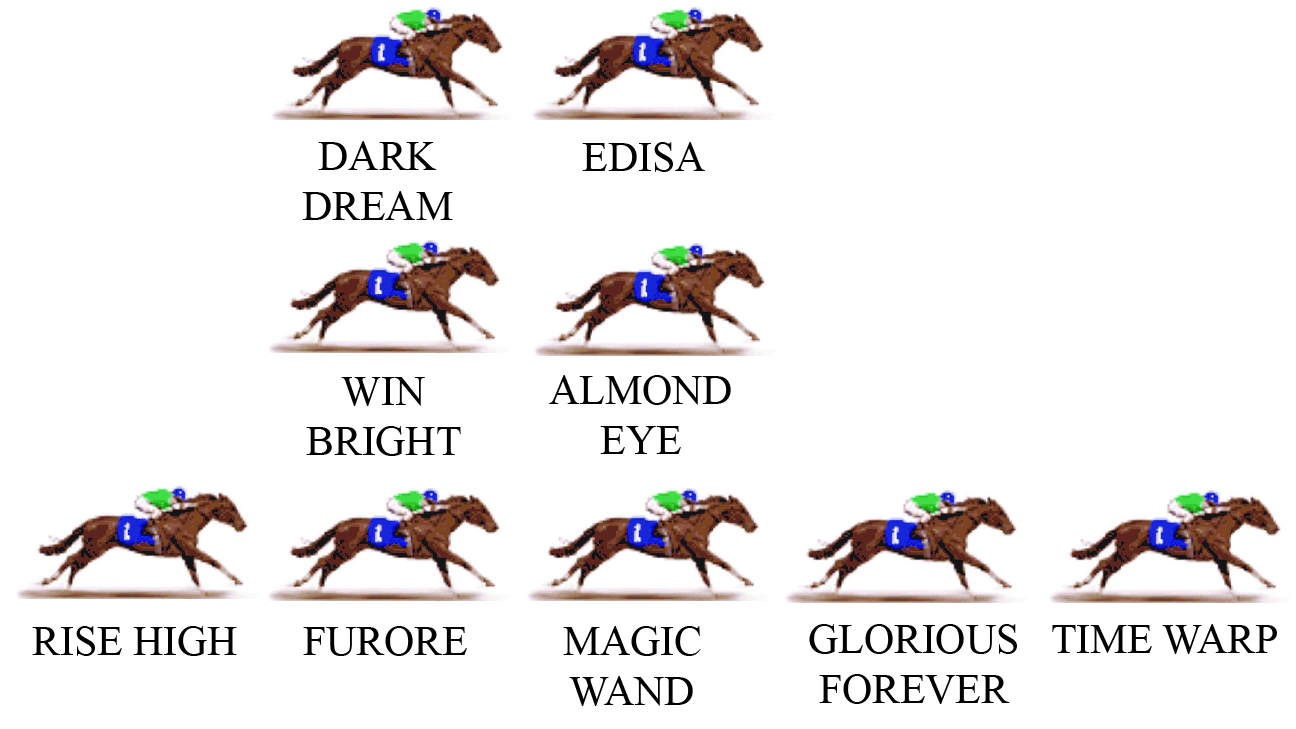 DARK
DREAM
EDISA
WIN
BRIGHT
ALMOND
EYE
RISE HIGH
FURORE
MAGIC
WAND
GLORIOUS
FOREVER
TIME WARP